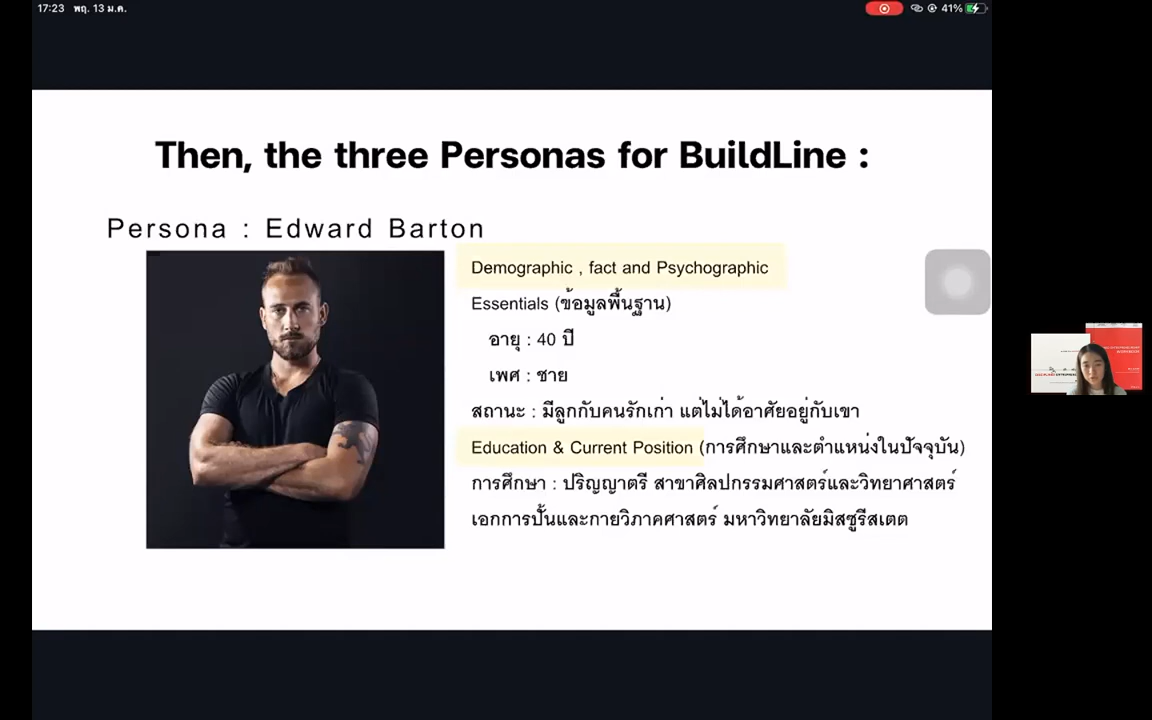 17:23 พฤ. 13 ม.ค.
41%
Then, the three Personas for BuildLine :
Persona : Edward Barton
Demographic , fact and Psychographic
Essentials (ข้อมูลพื้นฐาน)
อายุ : 40 ปี
เพศ : ชาย
สถานะ : มีลูกกับคนรักเก่า แต่ไม่ได้อาศัยอยู่กับเขา
Education & Current Position (การศึกษาและตำแหน่งในปัจจุบัน)
การศึกษา : ปริญญาตรี สาขาศิลปกรรมศาสตร์และวิทยาศาสตร์
เอกการปั้นและกายวิภาคศาสตร์ มหาวิทยาลัยมิสซูรีสเตต